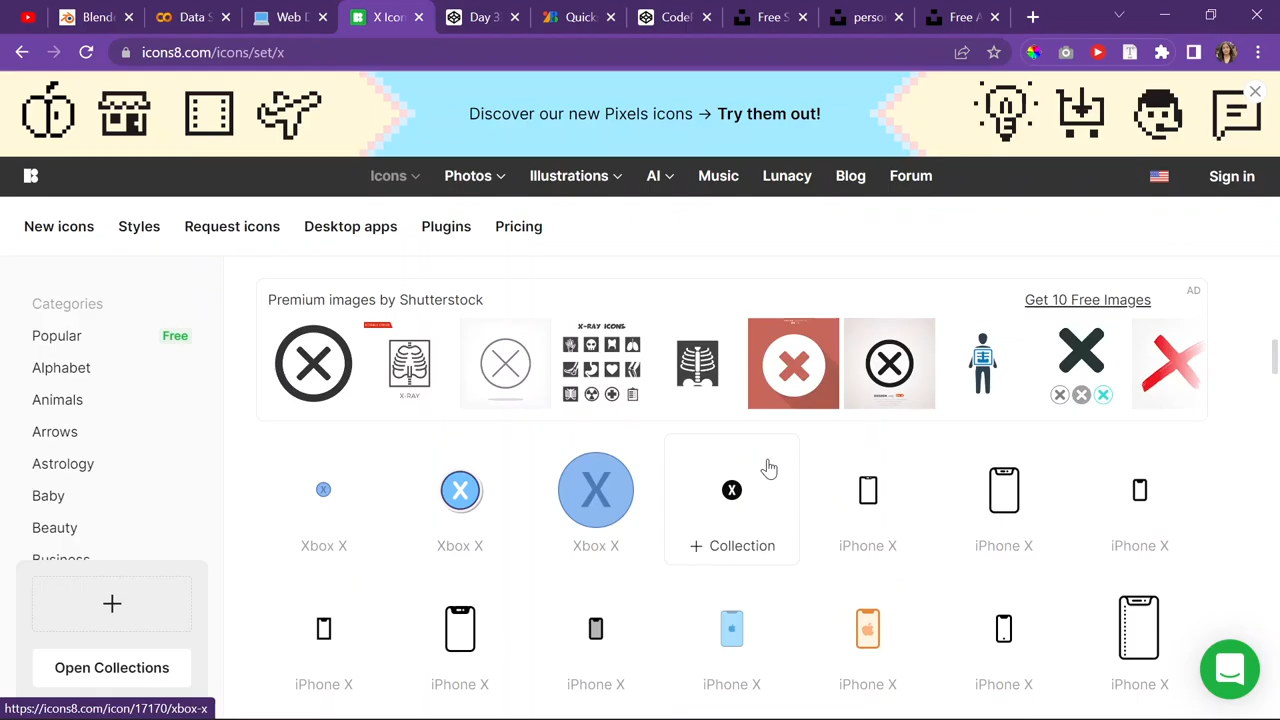 Blende
Data S
Web D
X Icon
Day 3
Quick
CodeP
Free S
perso
Free A
icons8.com/icons/set/x
Discover our new Pixels icons → Try them out!
Icons
Photos
Illustrations
AI
Music
Lunacy
Blog
Forum
Sign in
New icons
Styles
Request icons
Desktop apps
Plugins
Pricing
Categories
Popular
Free
Alphabet
Animals
Arrows
Astrology
Baby
Beauty
Business
Open Collections
Premium images by Shutterstock
Get 10 Free Images
AD
X-RAY
X-RAY ICONS
Xbox X
Xbox X
Xbox X
+ Collection
iPhone X
iPhone X
iPhone X
iPhone X
iPhone X
iPhone X
iPhone X
iPhone X
iPhone X
iPhone X
https://icons8.com/icon/17170/xbox-x